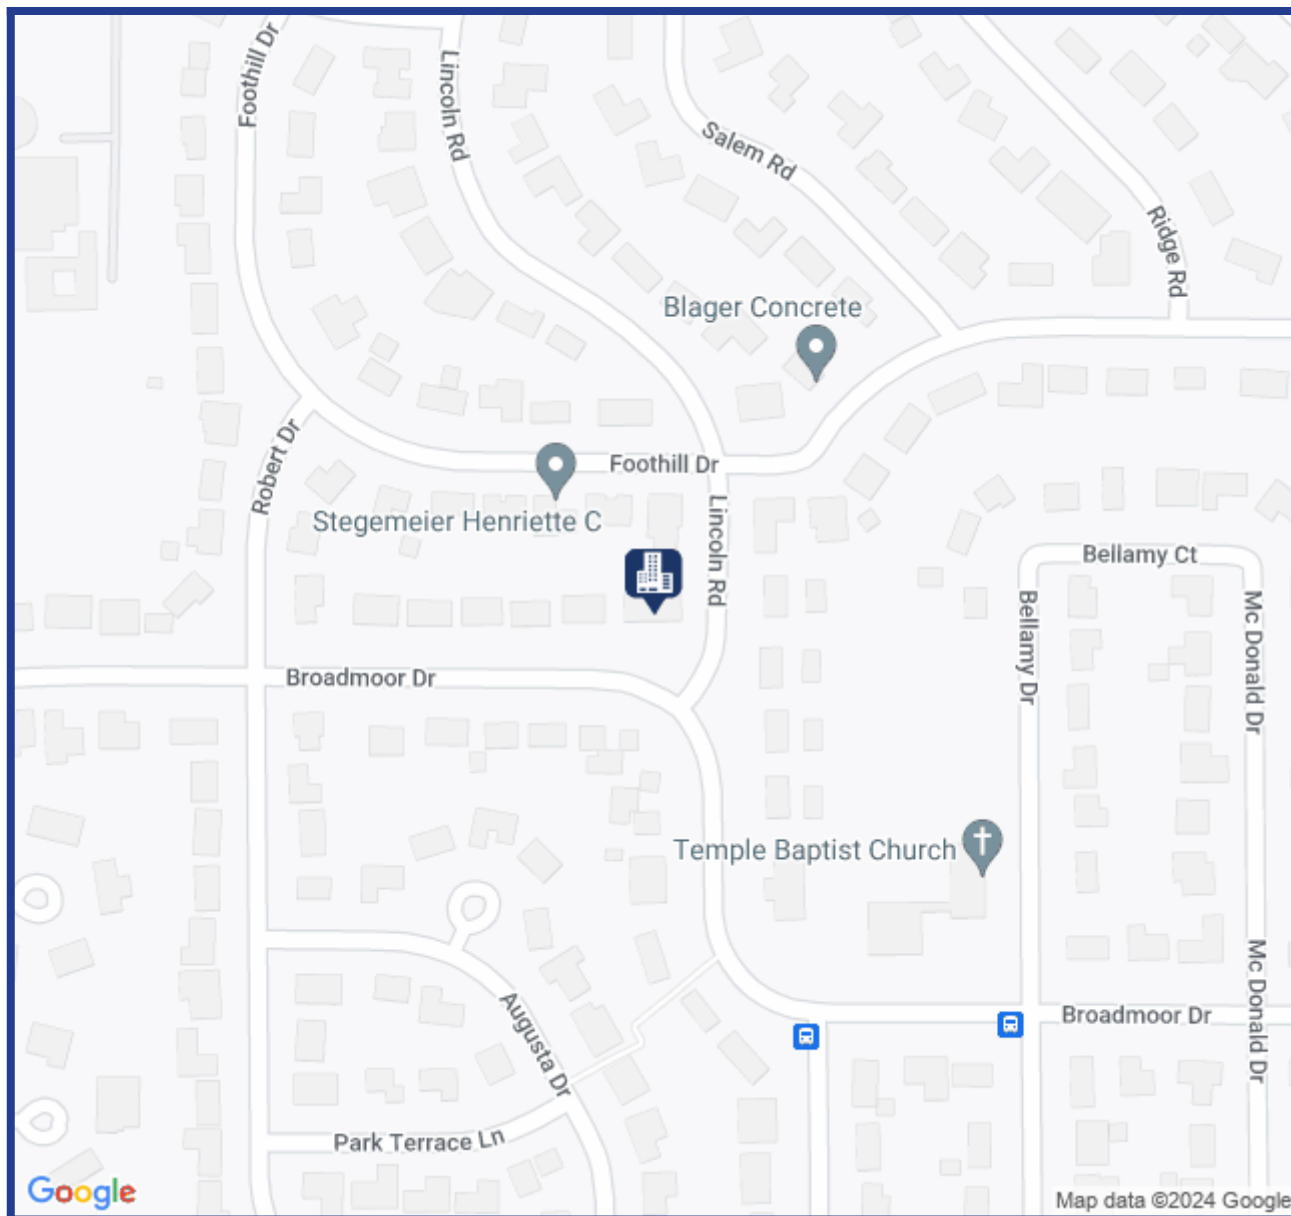 Foothill Dr
Lincoln Rd
Salem Rd
Ridge Rd
Blager Concrete
Robert Dr
Foothill Dr
Stegemeier Henriette C
Lincoln Rd
Bellamy Ct
Bellamy Dr
Mc Donald Dr
Broadmoor Dr
Temple Baptist Church
Mc Donald Dr
Augusta Dr
Broadmoor Dr
Park Terrace Ln
Google
Map data ©2024 Google